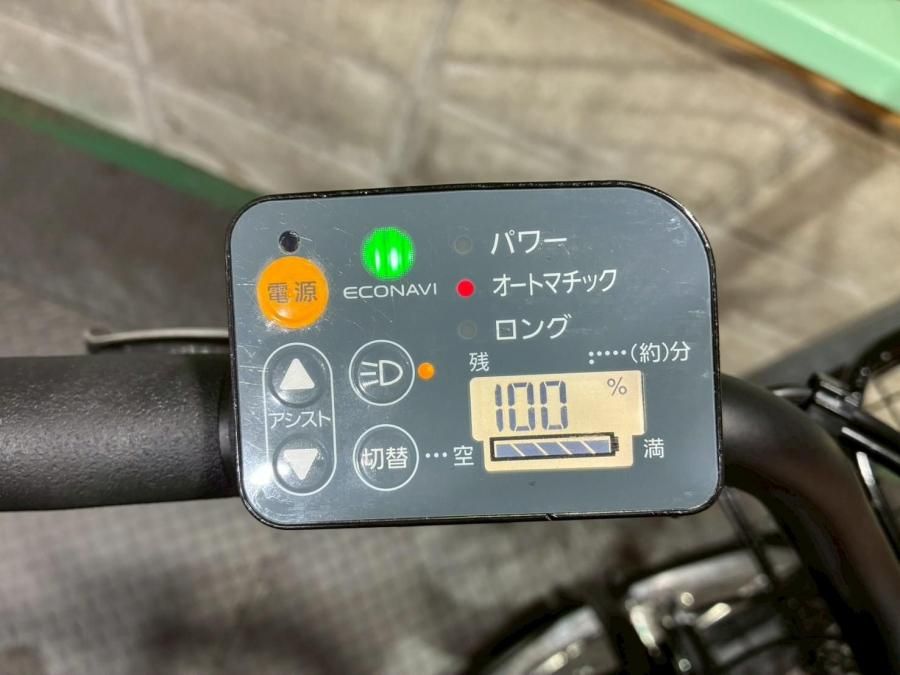 電源
ECONAVI
パワー
オートマチック
ロング
アシスト
切替
残
(約)分
100 %
空
満